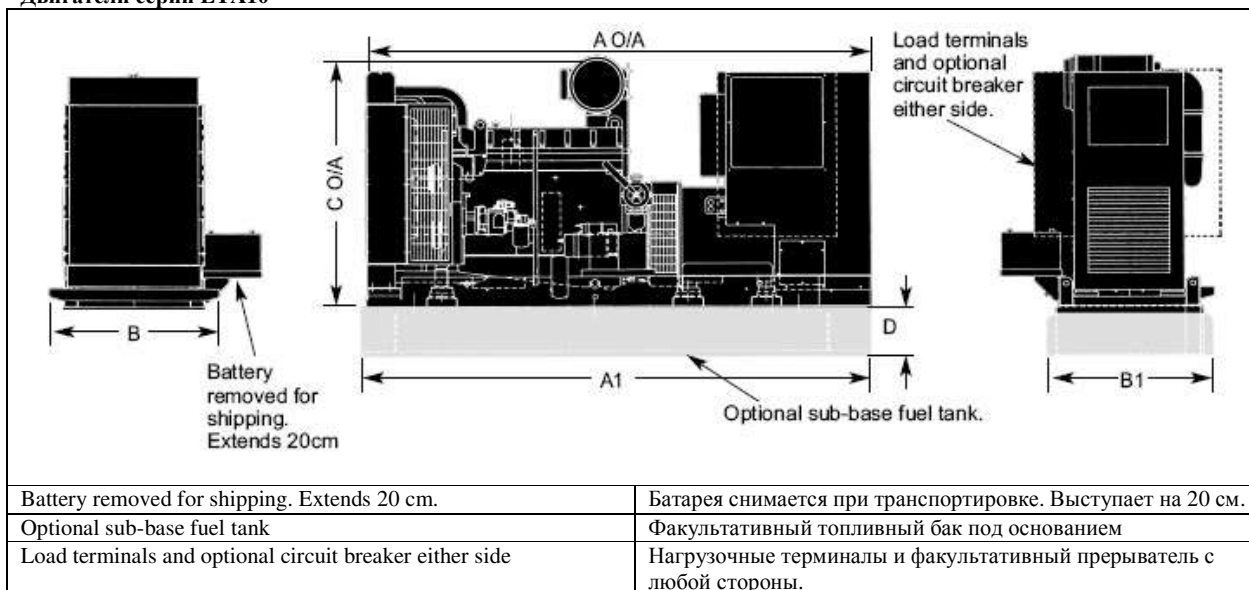 A O/A
Load terminals
and optional
circuit breaker
either side.
C O/A
D
B
A1
B1
Battery
removed for
shipping.
Extends 20cm
Optional sub-base fuel tank.
Battery removed for shipping. Extends 20 cm. Батарея снимается при транспортировке. Выступает на 20 см.
Optional sub-base fuel tank Факультативный топливный бак под основанием
Load terminals and optional circuit breaker either side Нагрузочные терминалы и факультативный прерыватель с
любой стороны.